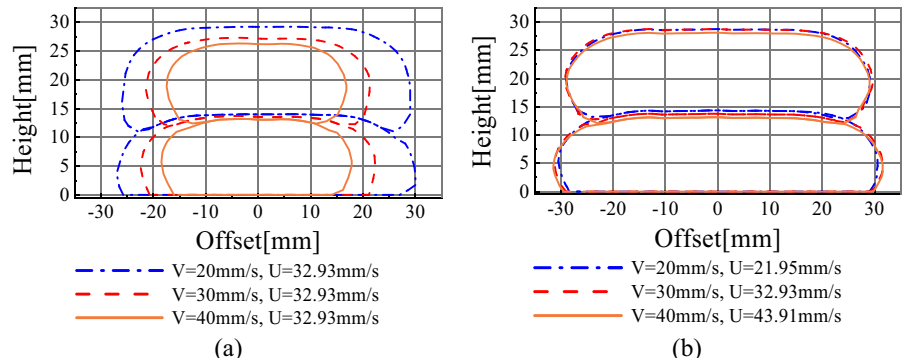 30
25
20
15
10
5
0
Height[mm]
-30 -20 -10 0 10 20 30
Offset[mm]
V=20mm/s, U=32.93mm/s
V=30mm/s, U=32.93mm/s
V=40mm/s, U=32.93mm/s
(a)
30
25
20
15
10
5
0
Height[mm]
-30 -20 -10 0 10 20 30
Offset[mm]
V=20mm/s, U=21.95mm/s
V=30mm/s, U=32.93mm/s
V=40mm/s, U=43.91mm/s
(b)